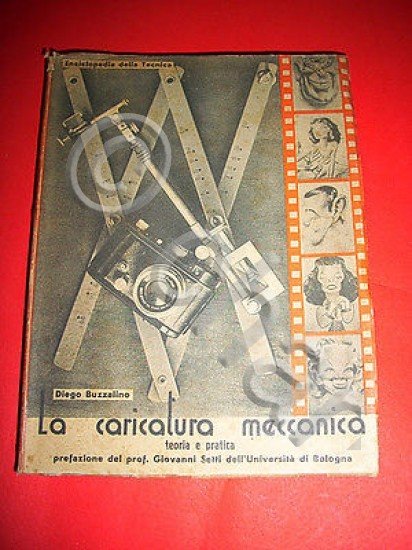 Enciclopedia della Tecnica
Diego Buzzalino
La caricatura meccanica
teoria e pratica
prefazione del prof. Giovanni Setti dell'Università di Bologna